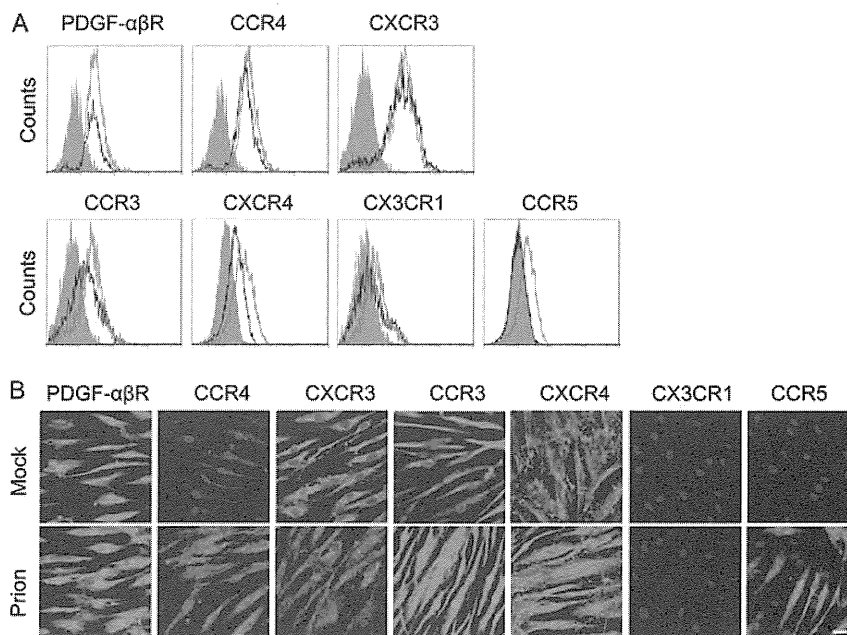 A
PDGF-αβR CCR4 CXCR3
Counts
CCR3 CXCR4 CX3CR1 CCR5
Counts
B
PDGF-αβR CCR4 CXCR3 CCR3 CXCR4 CX3CR1 CCR5
Mock
Prion